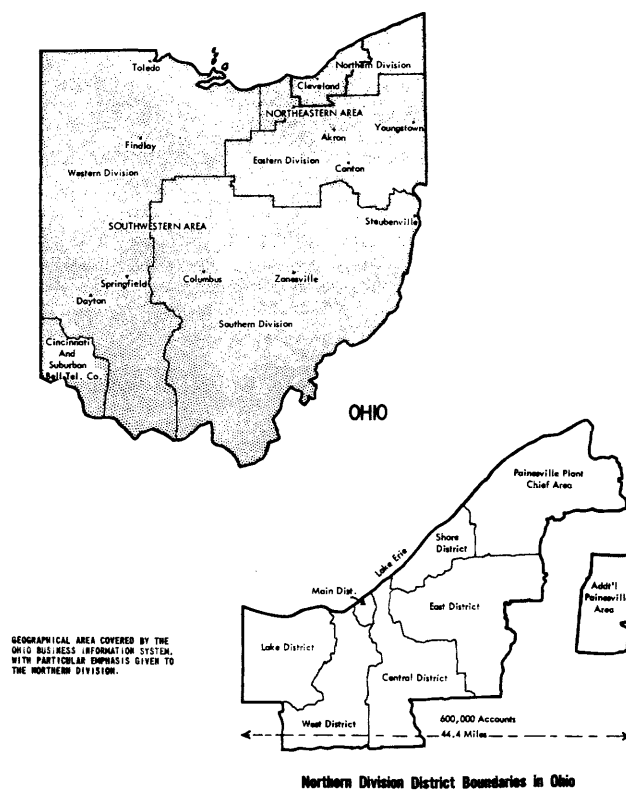 Toledo
Northern Division
Cleveland
NORTHEASTERN AREA
Youngstown
Akron
Findlay
Eastern Division
Canton
Western Division
Steubenville
SOUTHWESTERN AREA
Columbus
Zanesville
Springfield
Dayton
Southern Division
Cincinnati
And
Suburban
Bell Tel. Co.
OHIO
Painesville Plant
Chief Area
Shore
District
Lake Erie
Main Dist.
Addt'l
Painesville
Area
East District
GEOGRAPHICAL AREA COVERED BY THE
OHIO BUSINESS INFORMATION SYSTEM,
WITH PARTICULAR EMPHASIS GIVEN TO
THE NORTHERN DIVISION.
Lake District
Central District
West District
600,000 Accounts
44.4 Miles
Northern Division District Boundaries in Ohio